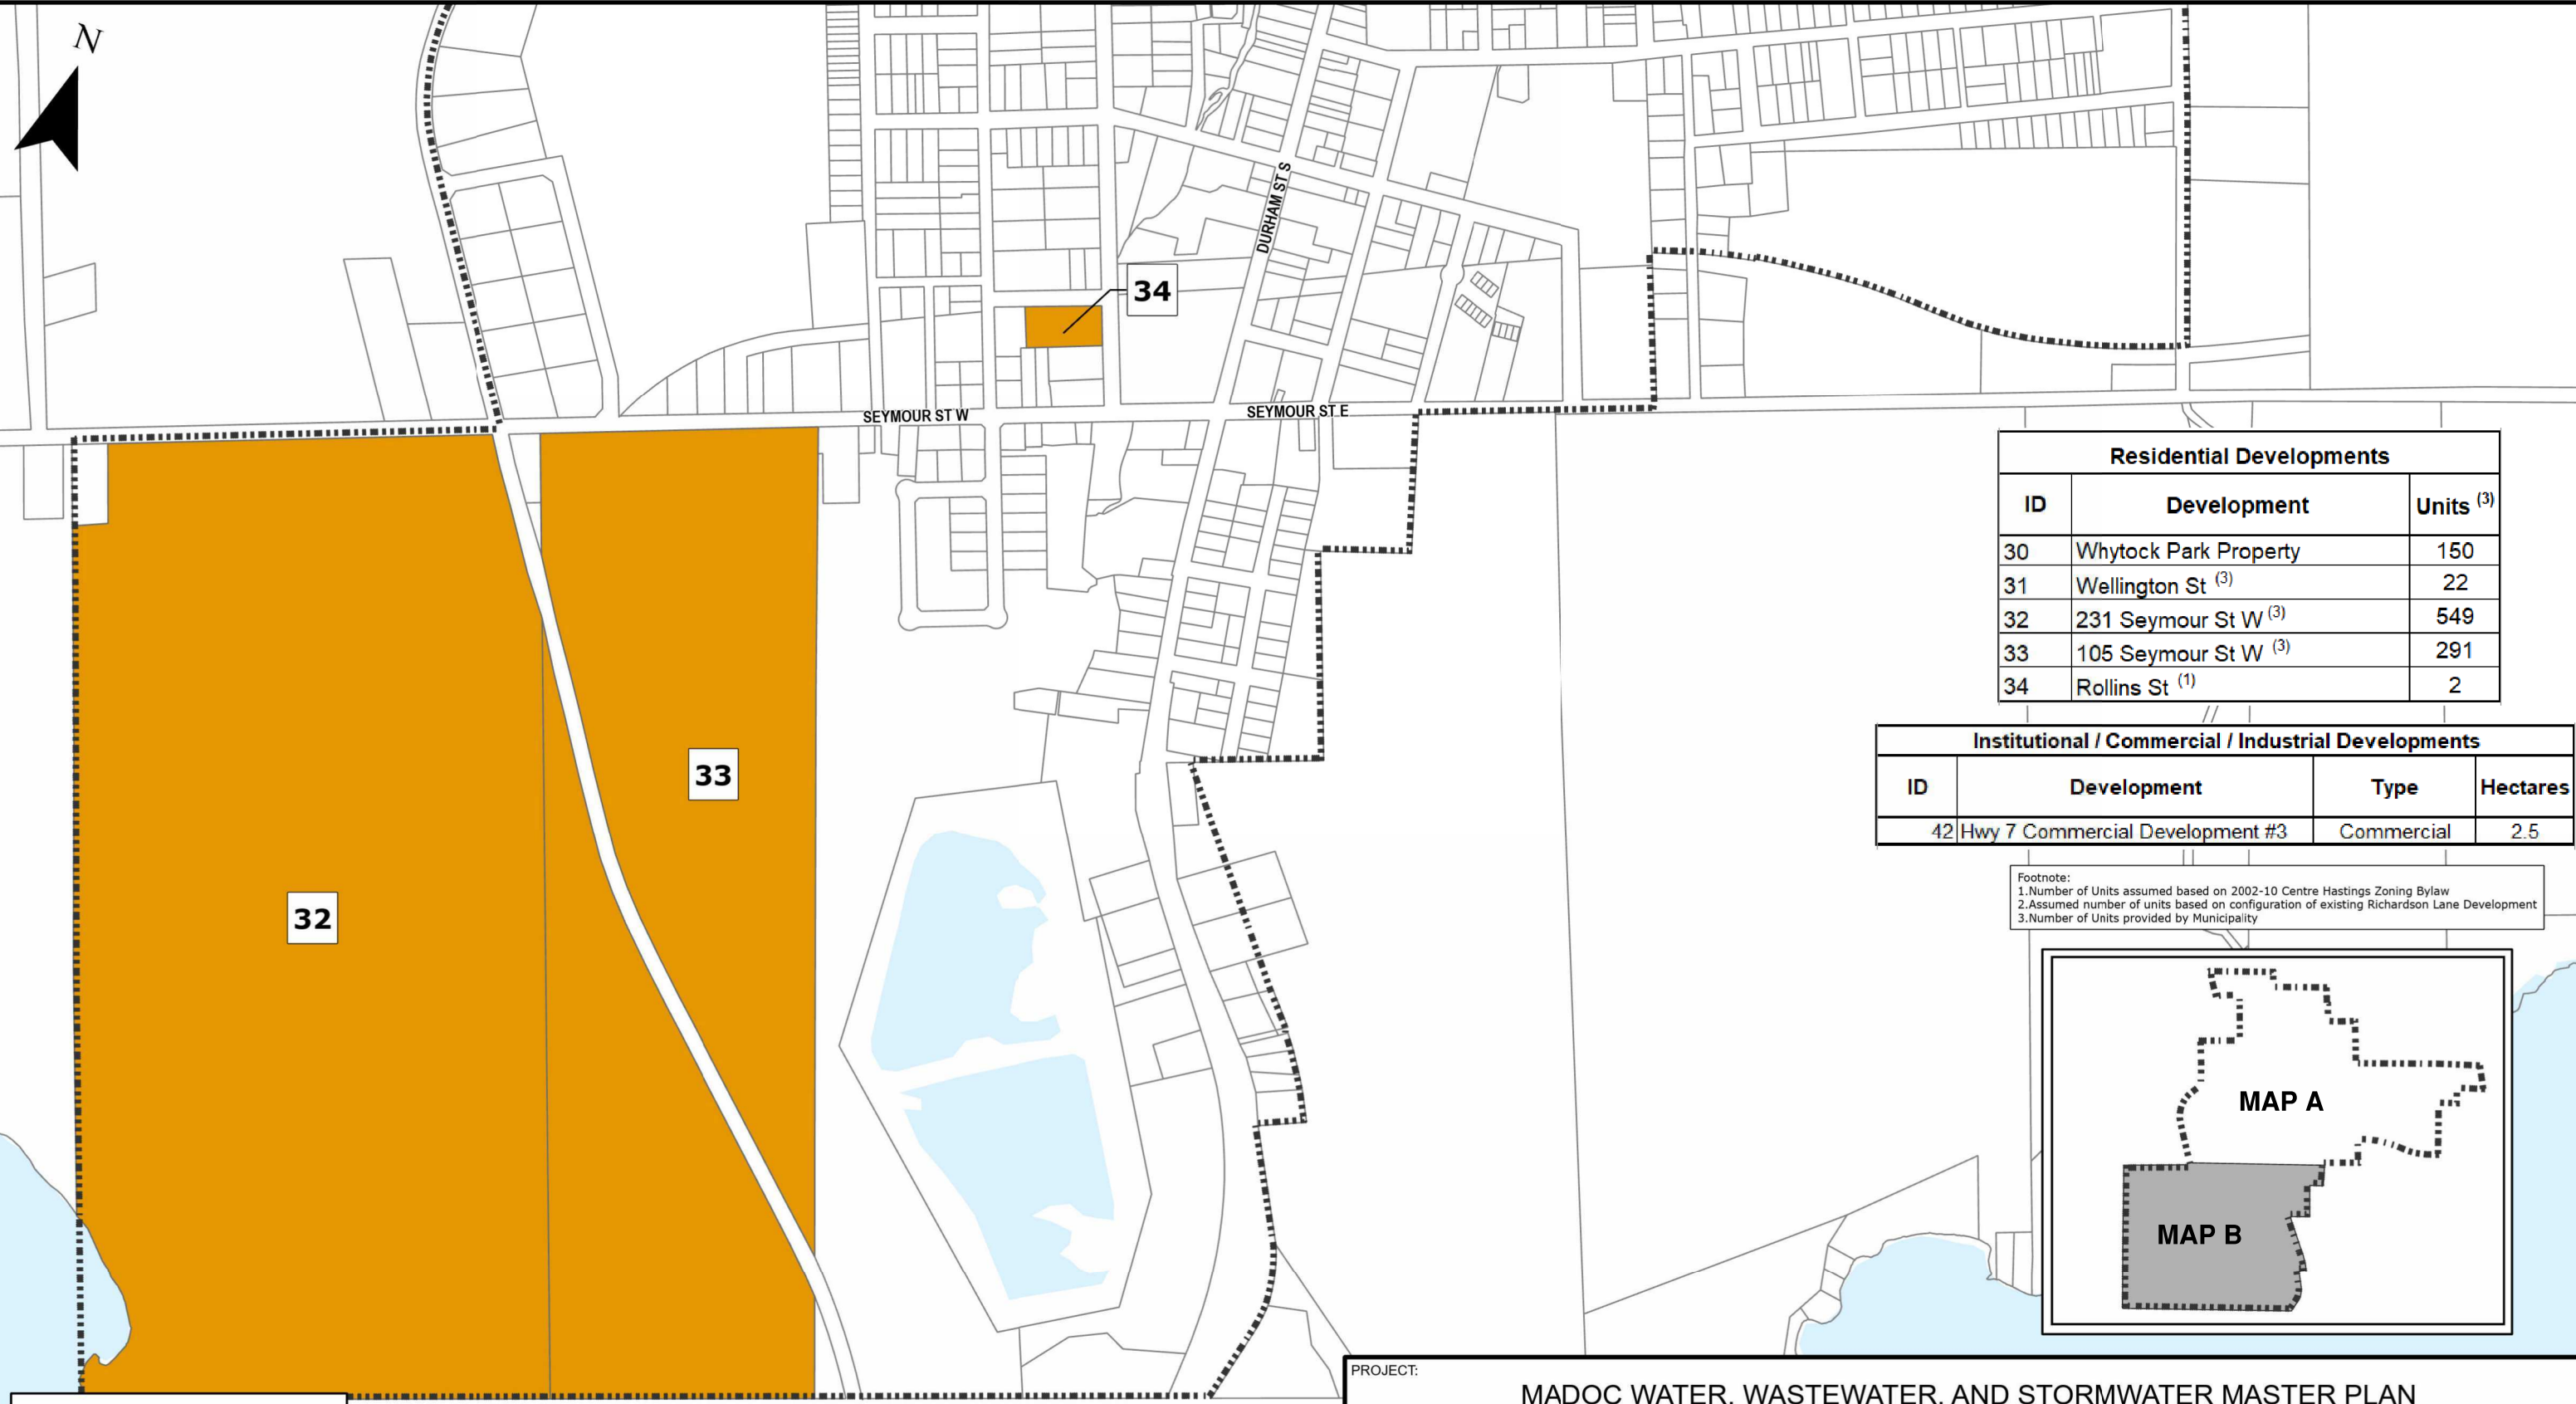 N
34
DURHAM ST S
SEYMOUR ST W
SEYMOUR ST E
33
32
Residential Developments
ID Development Units (3)
30 Whytock Park Property 150
31 Wellington St (3) 22
32 231 Seymour St W (3) 549
33 105 Seymour St W (3) 291
34 Rollins St (1) 2
Institutional / Commercial / Industrial Developments
ID Development Type Hectares
42 Hwy 7 Commercial Development #3 Commercial 2.5
Footnote:
1.Number of Units assumed based on 2002-10 Centre Hastings Zoning Bylaw
2.Assumed number of units based on configuration of existing Richardson Lane Development
3.Number of Units provided by Municipality
MAP A
MAP B
PROJECT:
MADOC WATER, WASTEWATER, AND STORMWATER MASTER PLAN